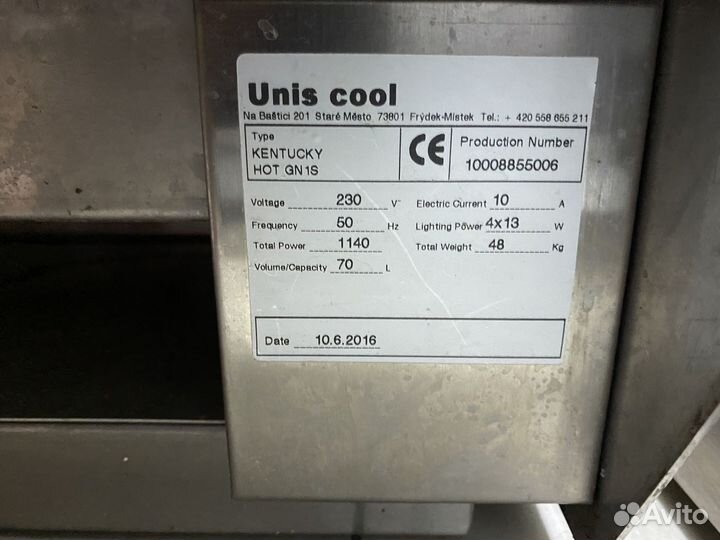 Unis cool
Na Baštici 201 Staré Město 73801 Frýdek-Místek Tel.: + 420 558 655 211
Type
KENTUCKY
HOT GN1S
CE
Production Number
10008855006
Voltage 230 V~ Electric Current 10 A
Frequency 50 Hz Lighting Power 4x13 W
Total Power 1140 Total Weight 48 Kg
Volume/Capacity 70 L
Date 10.6.2016
Avito